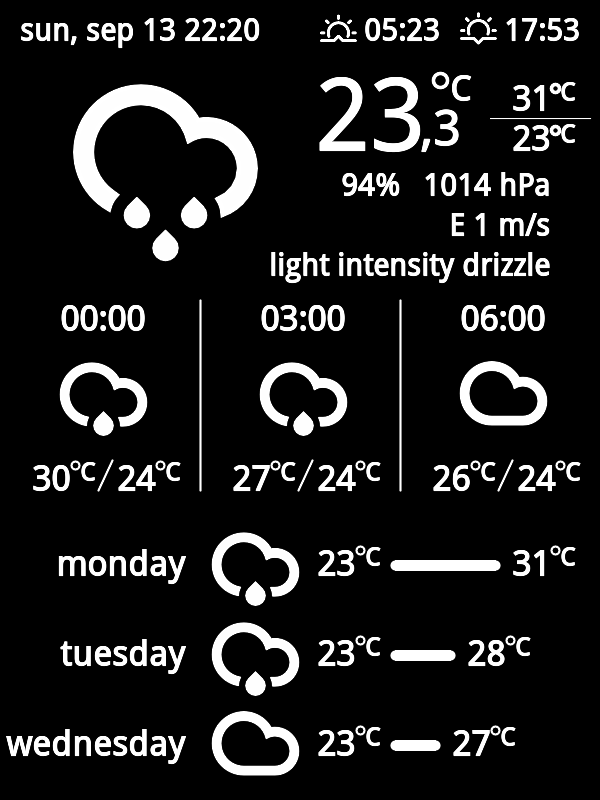 sun, sep 13 22:20 05:23 17:53
23,3°C 31°C
23°C
94% 1014 hPa
E 1 m/s
light intensity drizzle
00:00 03:00 06:00
30°C/24°C 27°C/24°C 26°C/24°C
monday 23°C 31°C
tuesday 23°C 28°C
wednesday 23°C 27°C